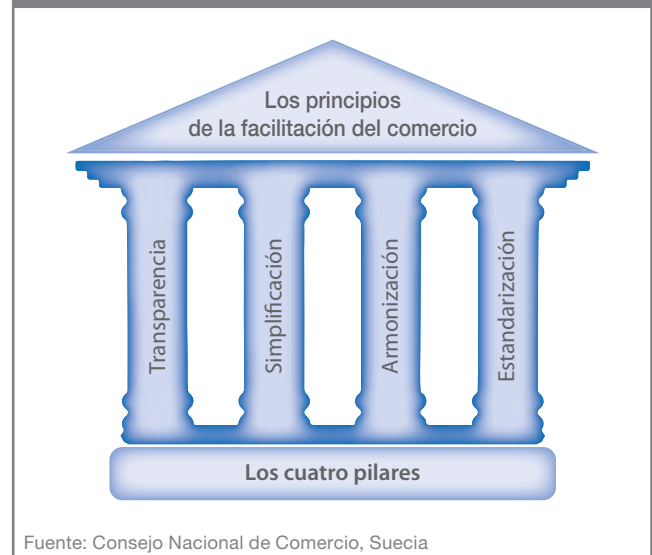 Los principios
de la facilitación del comercio
Transparencia
Simplificación
Armonización
Estandarización
Los cuatro pilares
Fuente: Consejo Nacional de Comercio, Suecia